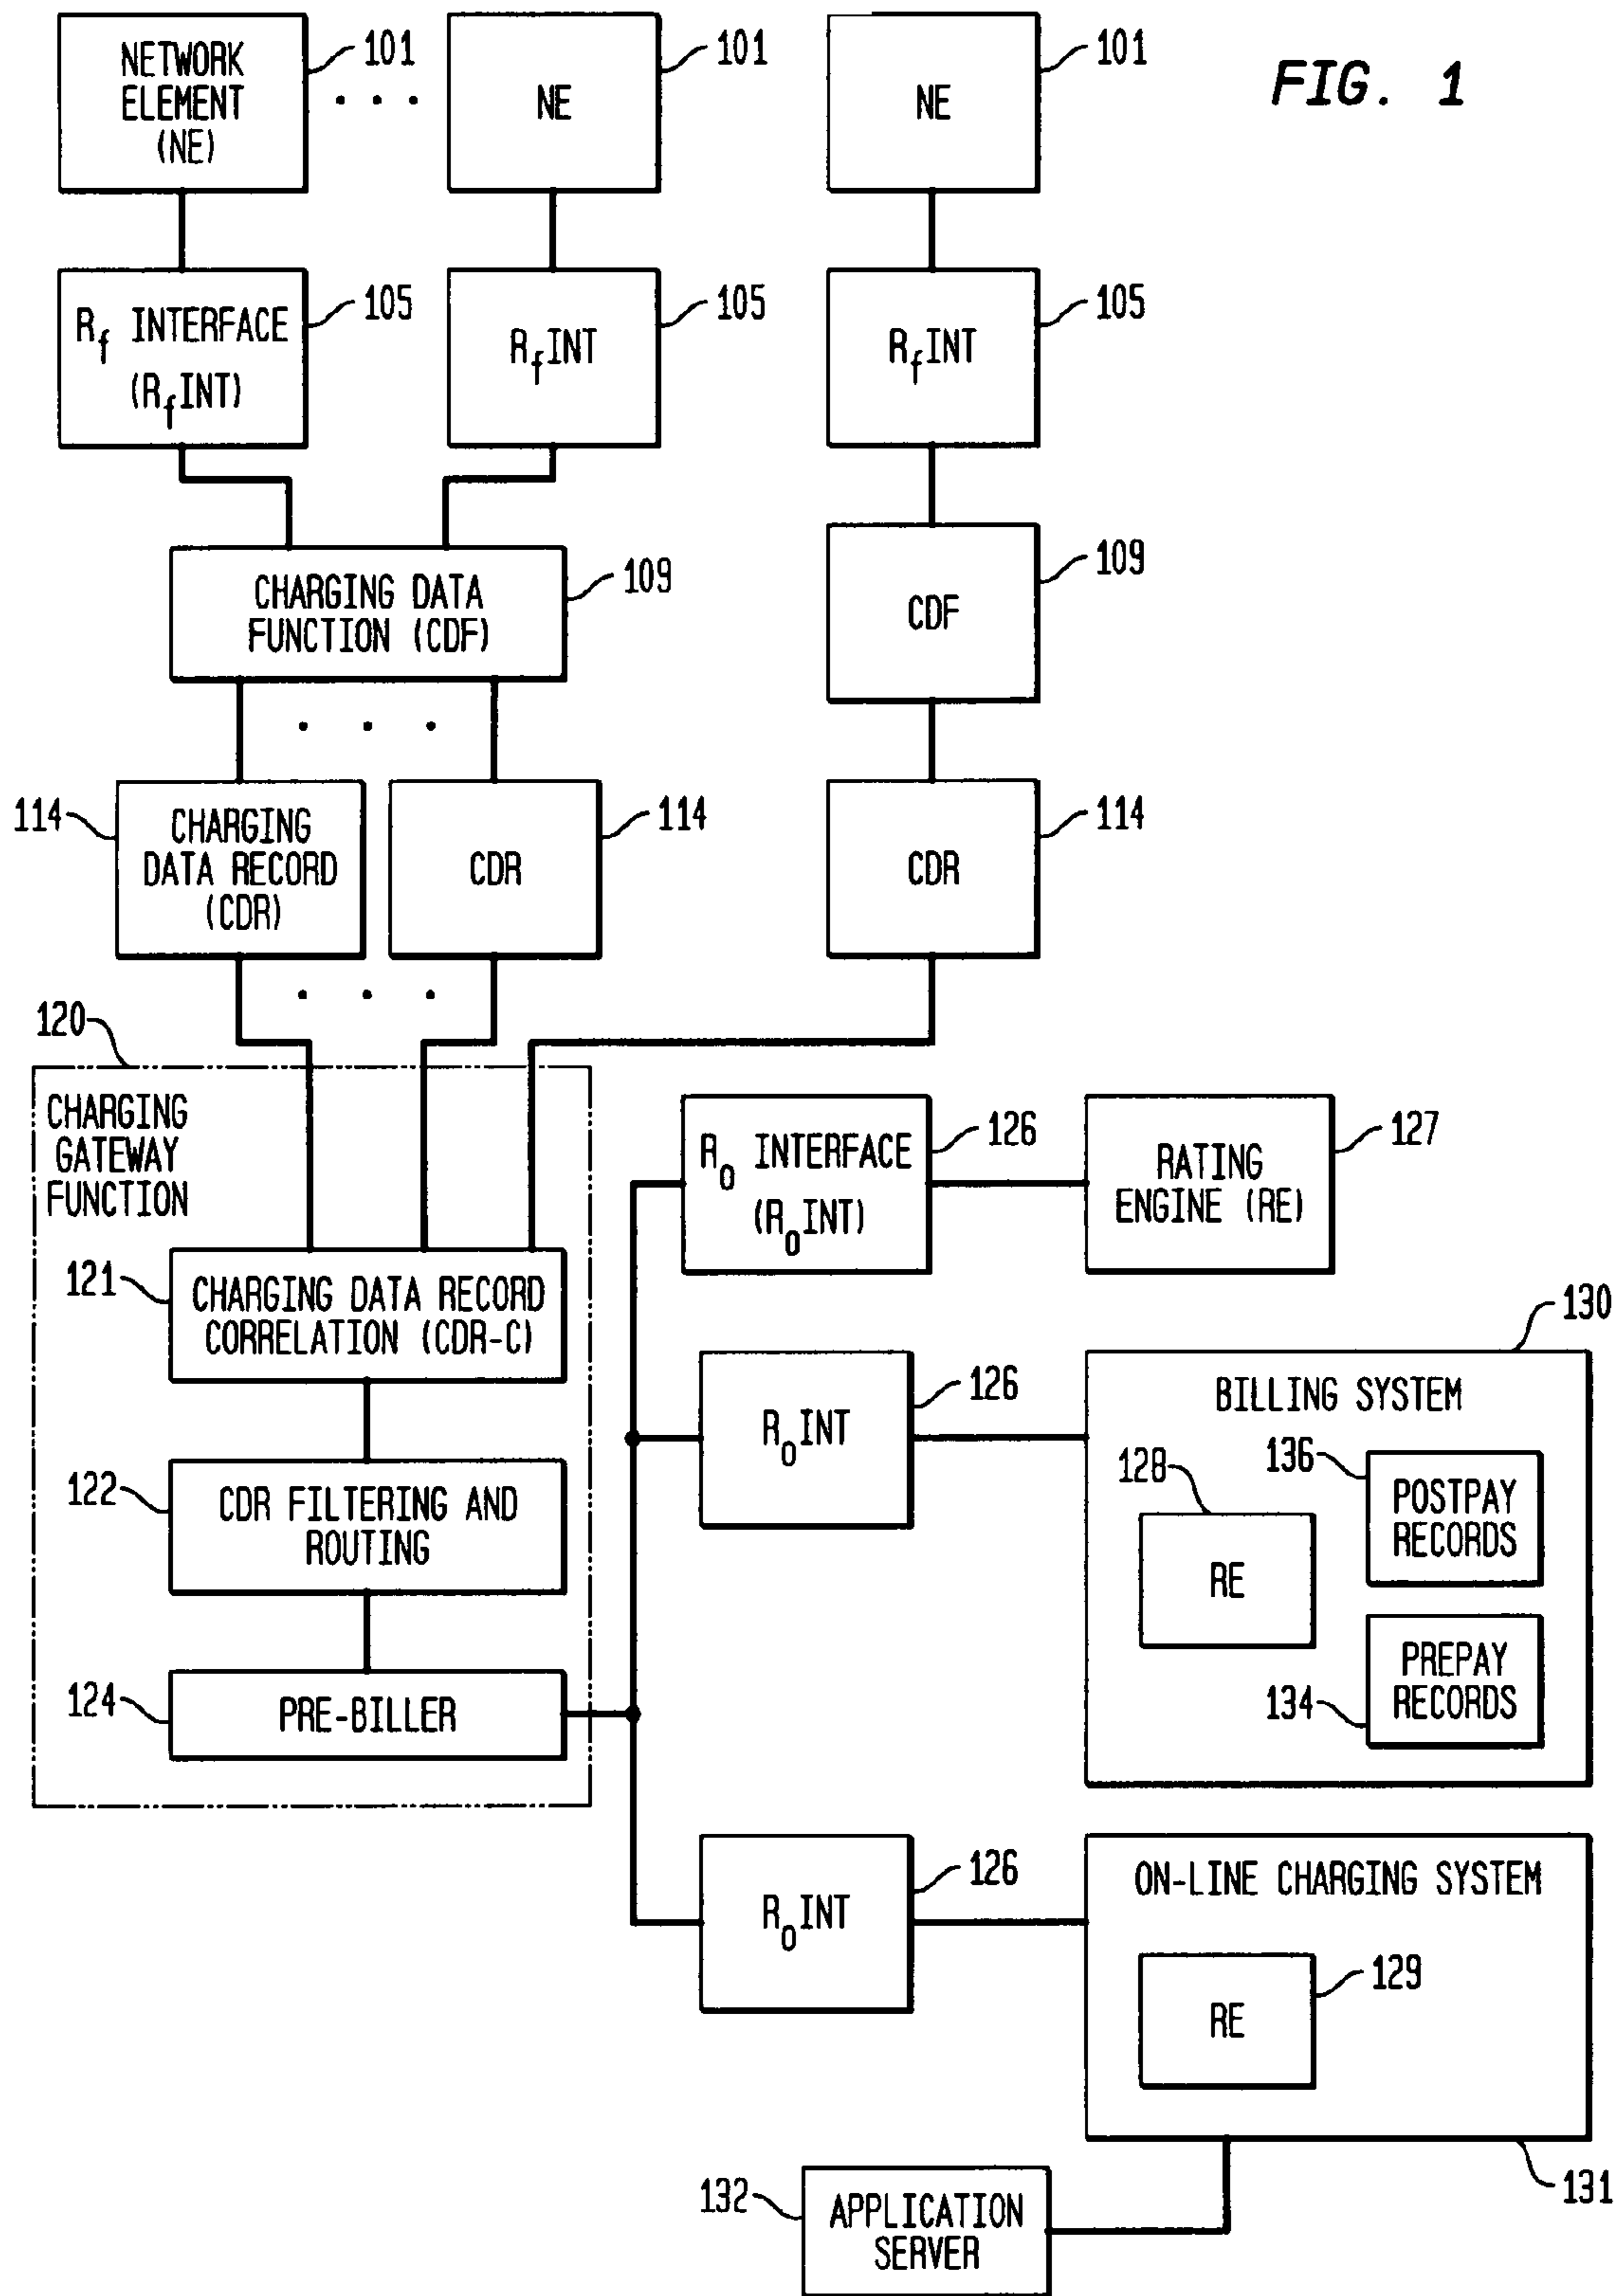 FIG. 1
NETWORK
ELEMENT
(NE)
101
NE
101
NE
101
Rf INTERFACE
(RfINT)
105
RfINT
105
RfINT
105
CHARGING DATA
FUNCTION (CDF)
109
CDF
109
114
CHARGING
DATA RECORD
(CDR)
CDR
114
CDR
114
120
CHARGING
GATEWAY
FUNCTION
121
CHARGING DATA RECORD
CORRELATION (CDR-C)
122
CDR FILTERING AND
ROUTING
124
PRE-BILLER
Ro INTERFACE
(RoINT)
126
RATING
ENGINE (RE)
127
RoINT
126
130
BILLING SYSTEM
128
RE
136
POSTPAY
RECORDS
134
PREPAY
RECORDS
RoINT
126
ON-LINE CHARGING SYSTEM
RE
129
131
132
APPLICATION
SERVER